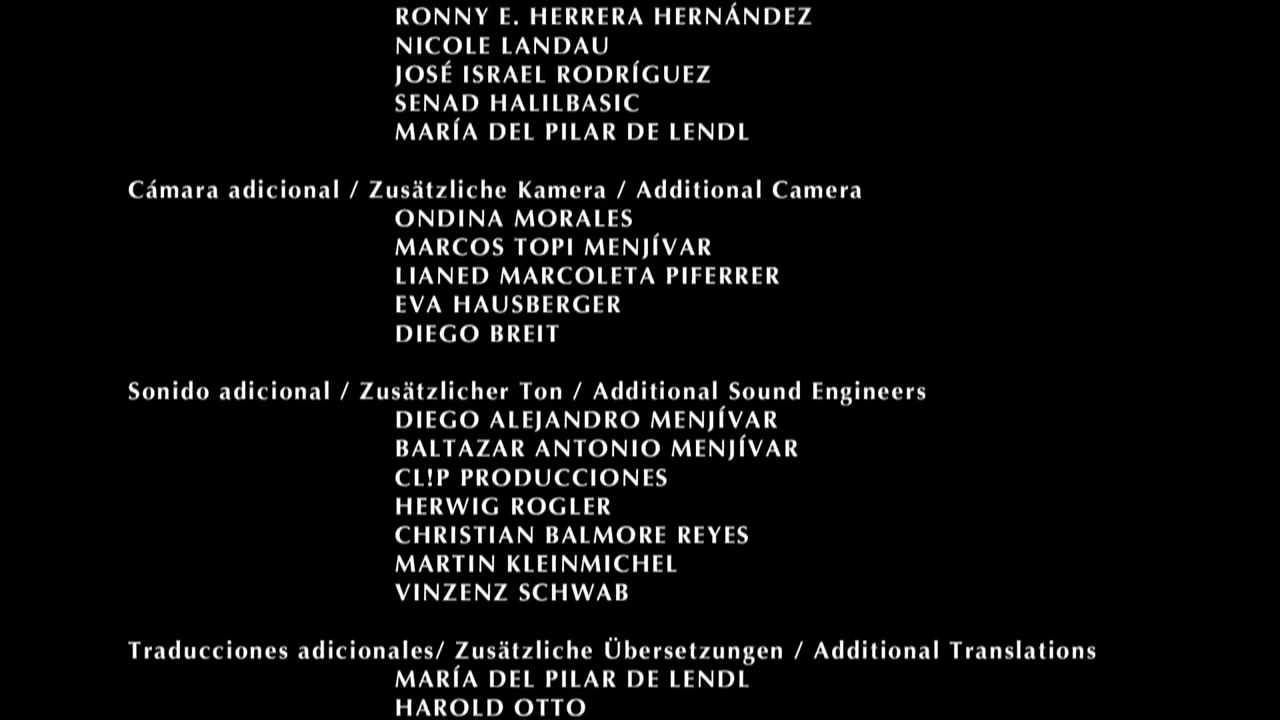 RONNY E. HERRERA HERNÁNDEZ
NICOLE LANDAU
JOSÉ ISRAEL RODRÍGUEZ
SENAD HALILBASIC
MARÍA DEL PILAR DE LENDL
Cámara adicional / Zusätzliche Kamera / Additional Camera
ONDINA MORALES
MARCOS TOPI MENJÍVAR
LIANED MARCOLETA PIFERRER
EVA HAUSBERGER
DIEGO BREIT
Sonido adicional / Zusätzlicher Ton / Additional Sound Engineers
DIEGO ALEJANDRO MENJÍVAR
BALTAZAR ANTONIO MENJÍVAR
CL!P PRODUCCIONES
HERWIG ROGLER
CHRISTIAN BALMORE REYES
MARTIN KLEINMICHEL
VINZENZ SCHWAB
Traducciones adicionales/ Zusätzliche Übersetzungen / Additional Translations
MARÍA DEL PILAR DE LENDL
HAROLD OTTO